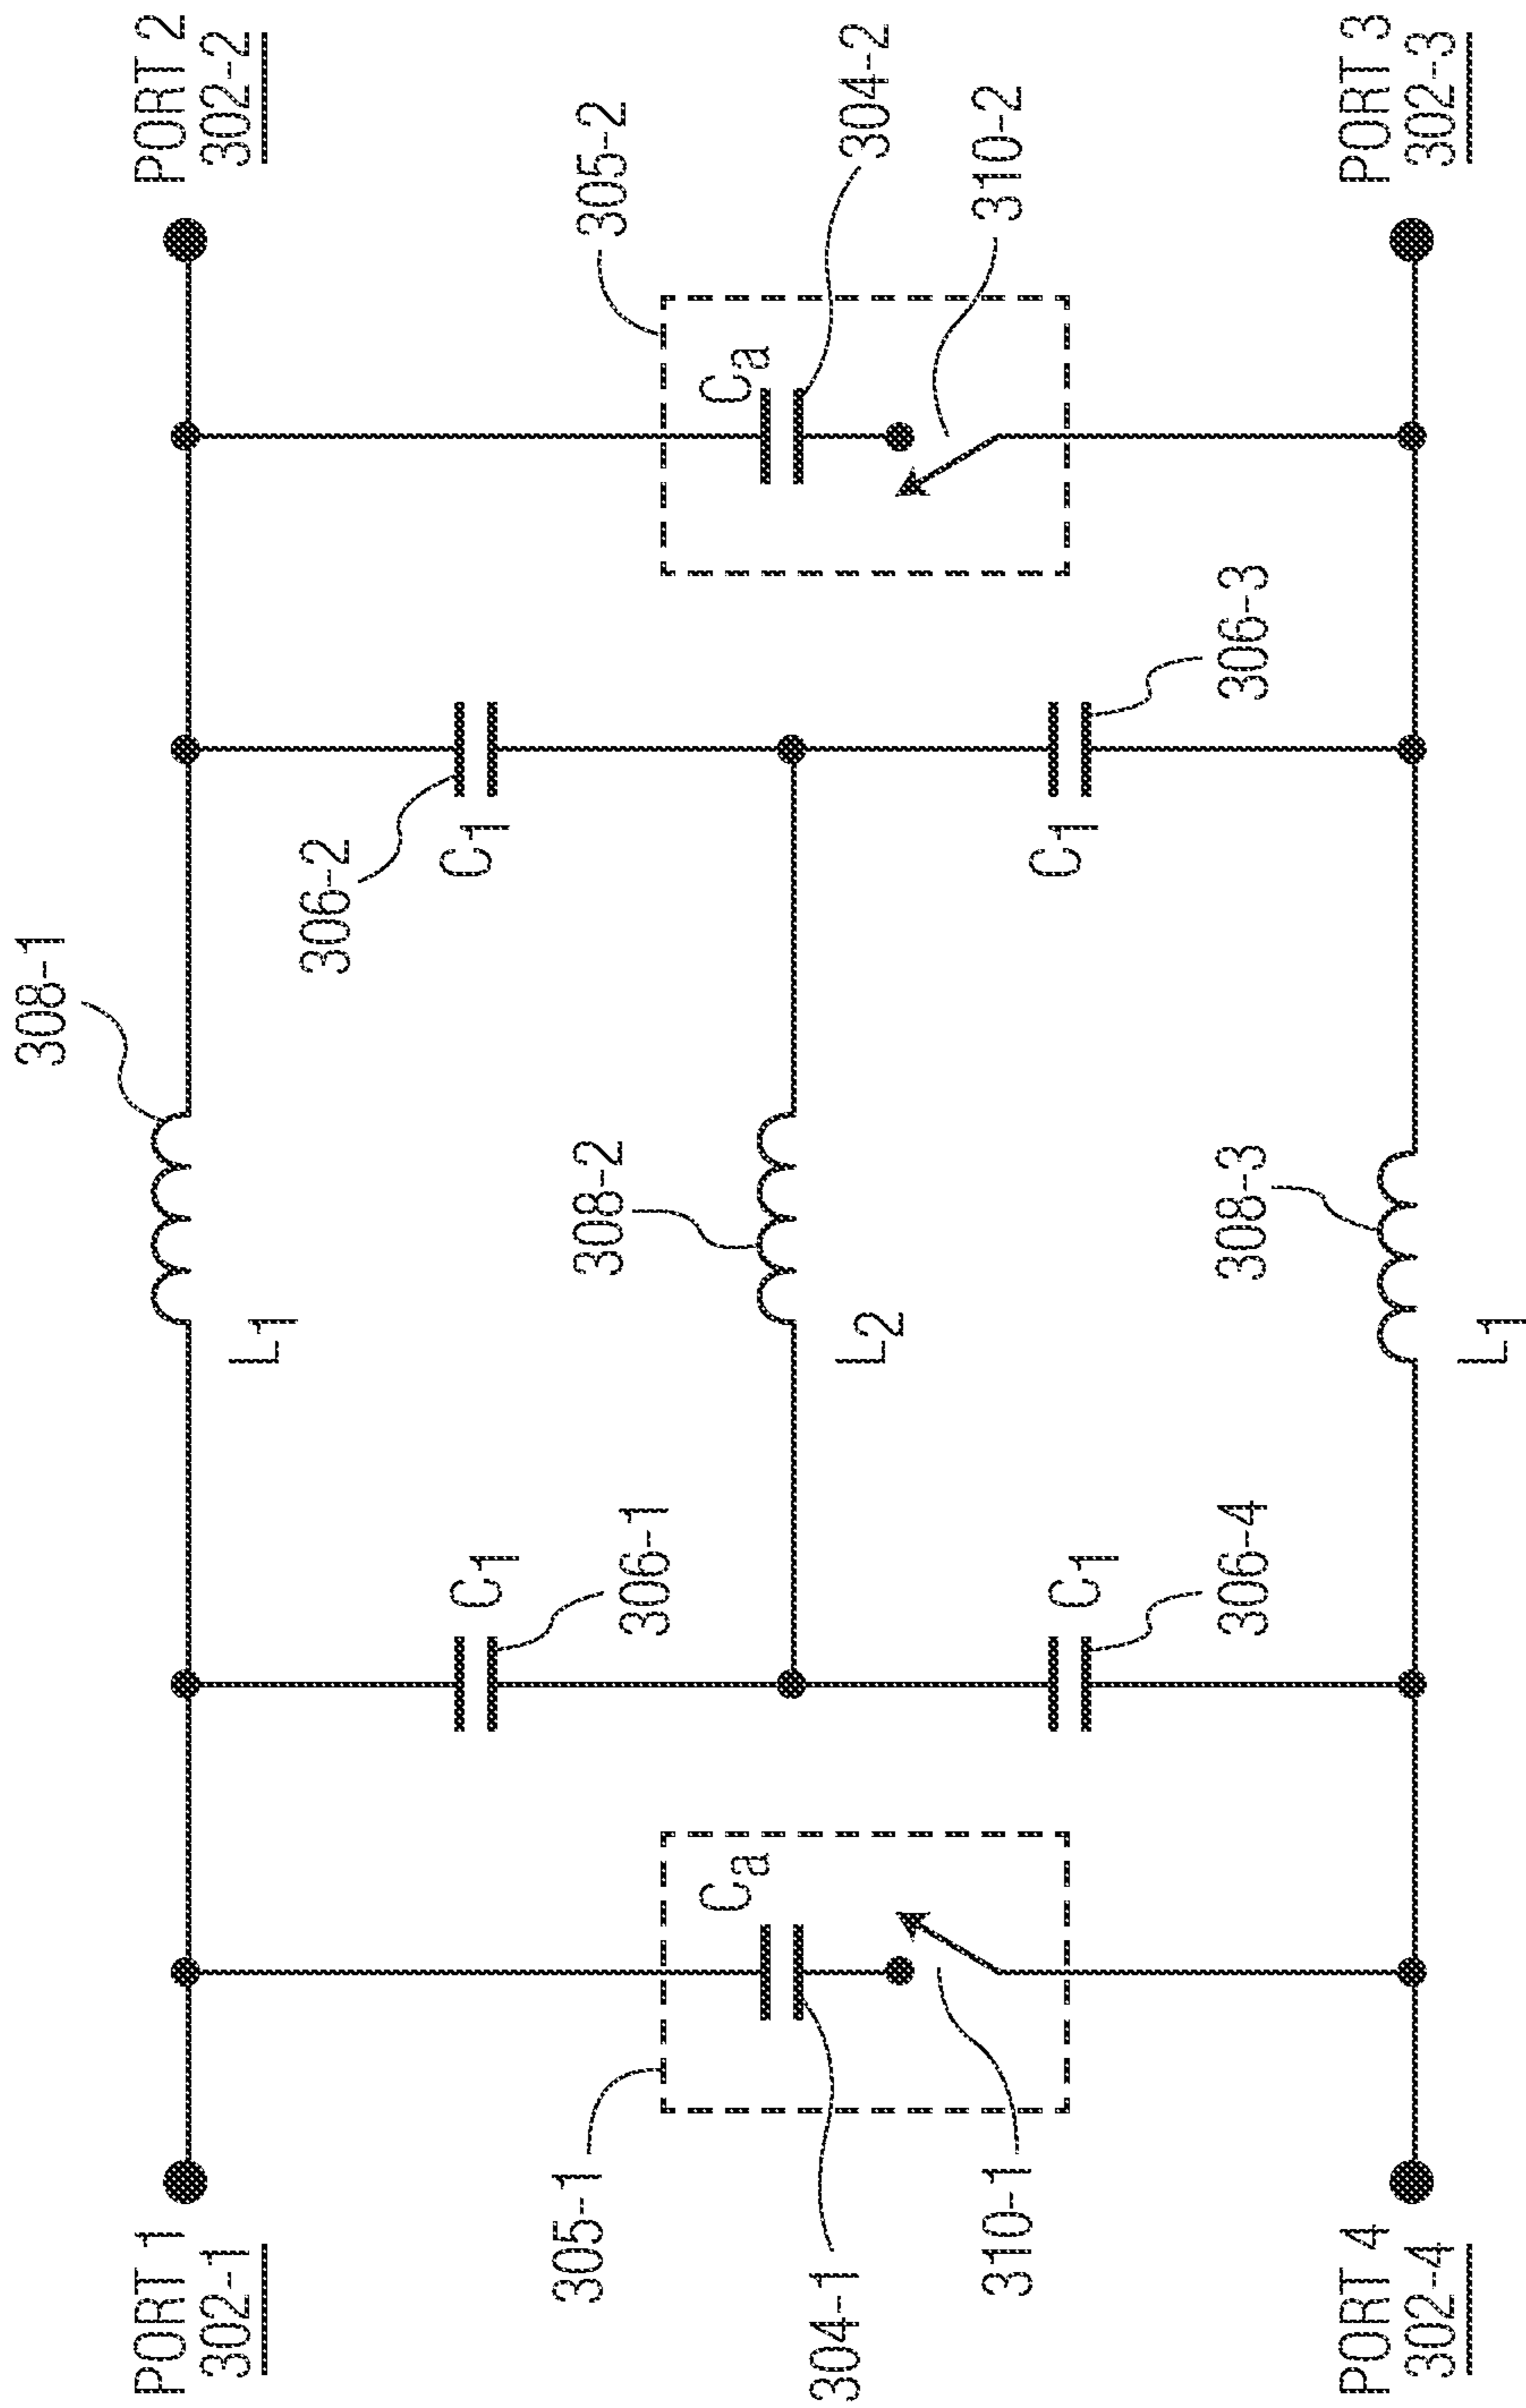 308-1
PORT 1
302-1
PORT 2
302-2
L1
306-2
C1
C1
306-1
305-1
Ca
304-1
310-1
308-2
L2
305-2
Ca
304-2
310-2
C1
306-4
C1
306-3
308-3
L1
PORT 4
302-4
PORT 3
302-3